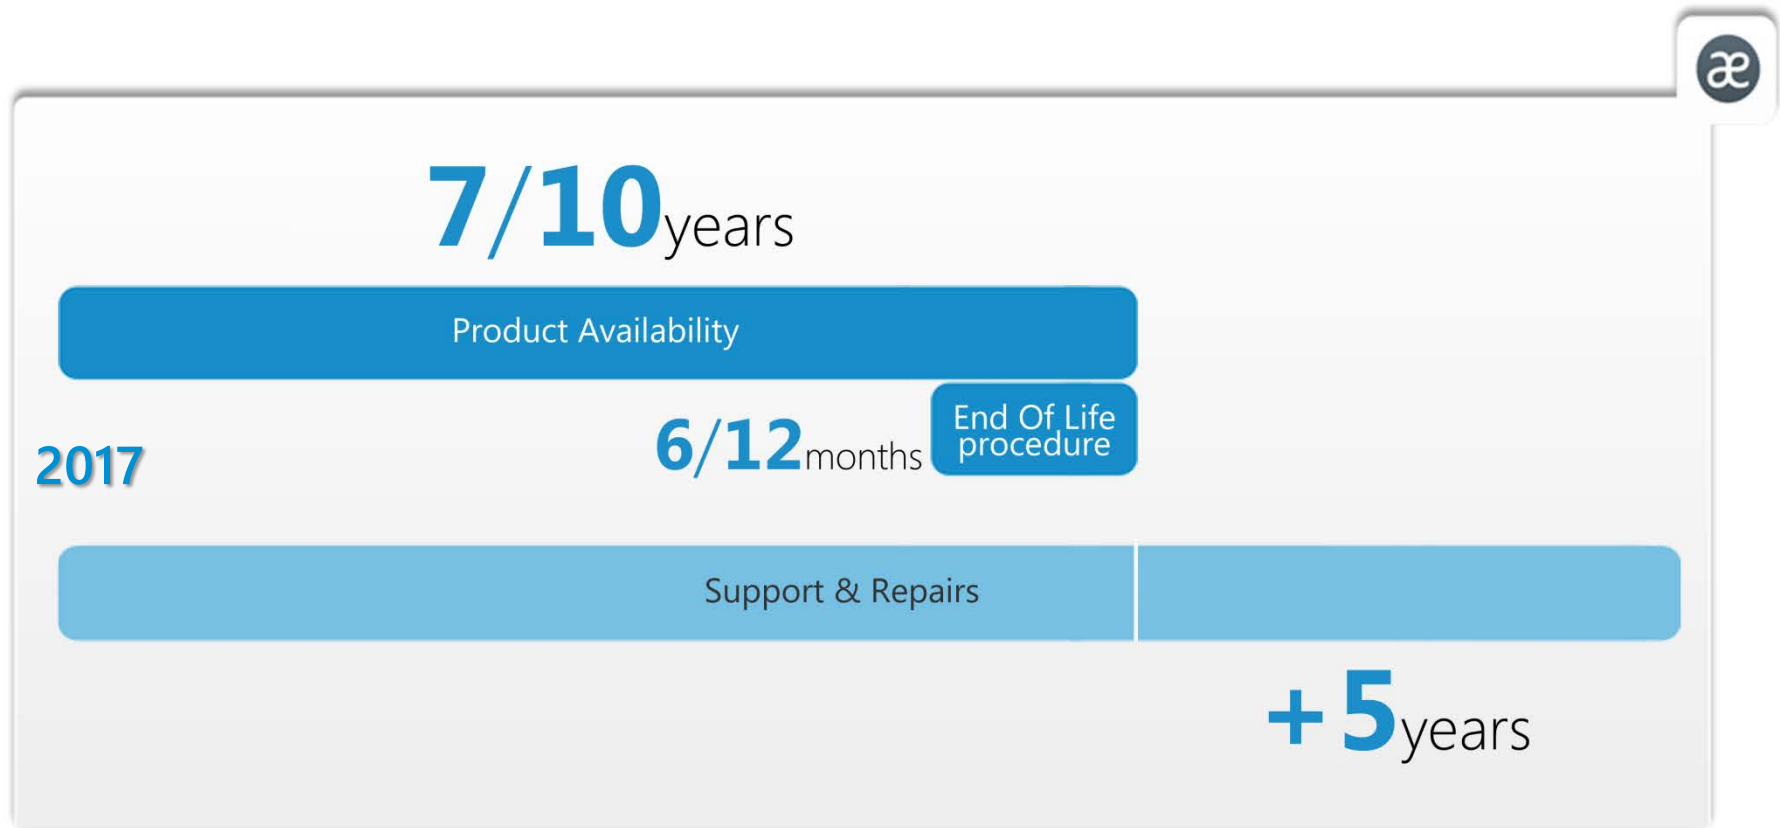 æ
7/10years
Product Availability
6/12months
End Of Life
procedure
2017
Support & Repairs
+5years